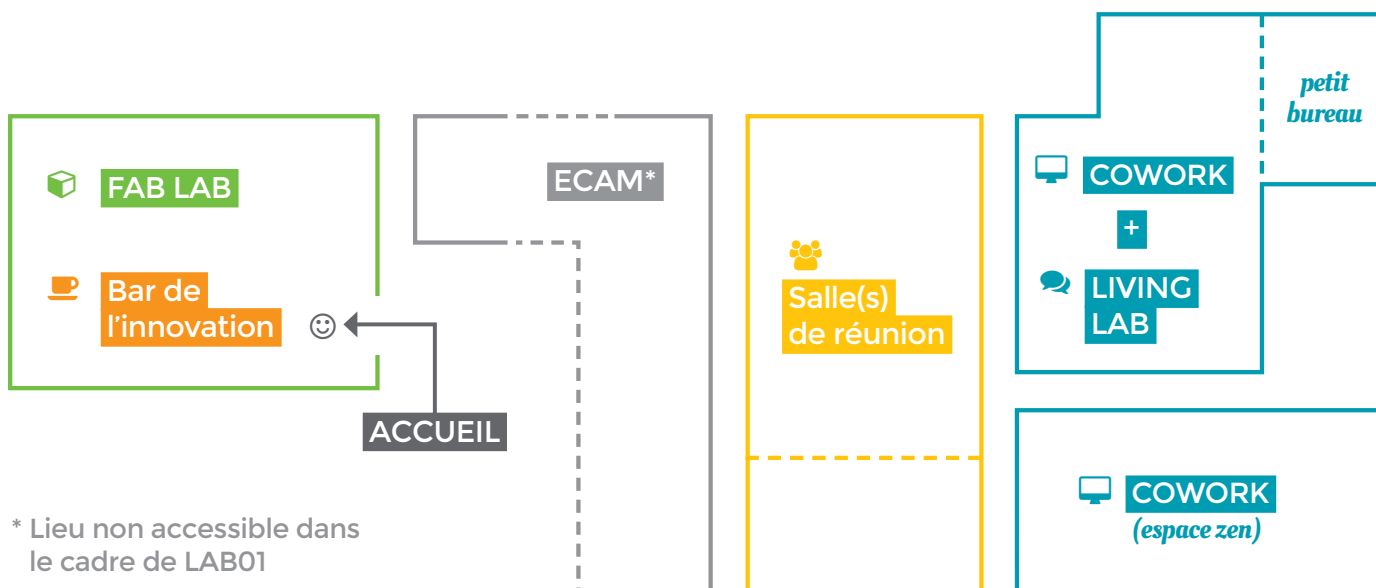 FAB LAB
Bar de
l'innovation
ACCUEIL
* Lieu non accessible dans
le cadre de LAB01
ECAM*
Salle(s)
de réunion
petit
bureau
COWORK
+
LIVING
LAB
COWORK
(espace zen)